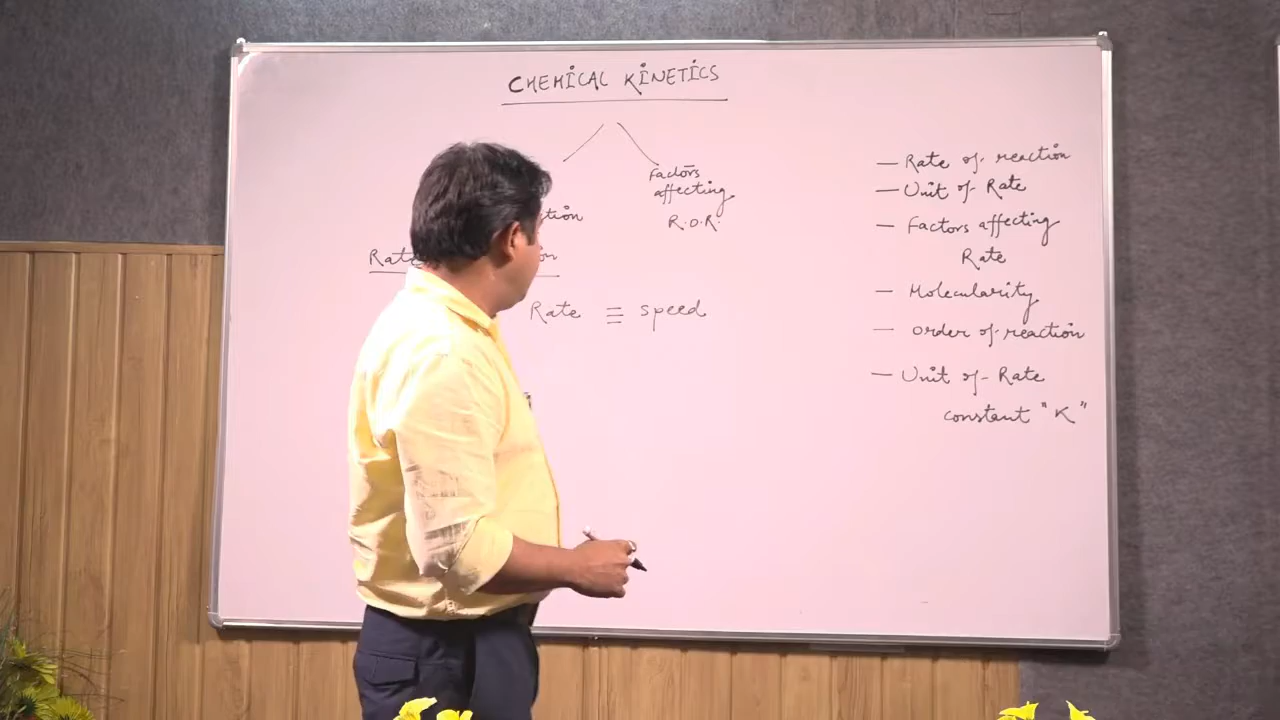 CHEMICAL KINETICS
Factors
affecting
R.O.R.
Rate
Rate ≡ speed
— Rate of reaction
— Unit of Rate
— Factors affecting
Rate
— Molecularity
— order of reaction
— Unit of Rate
constant "K"